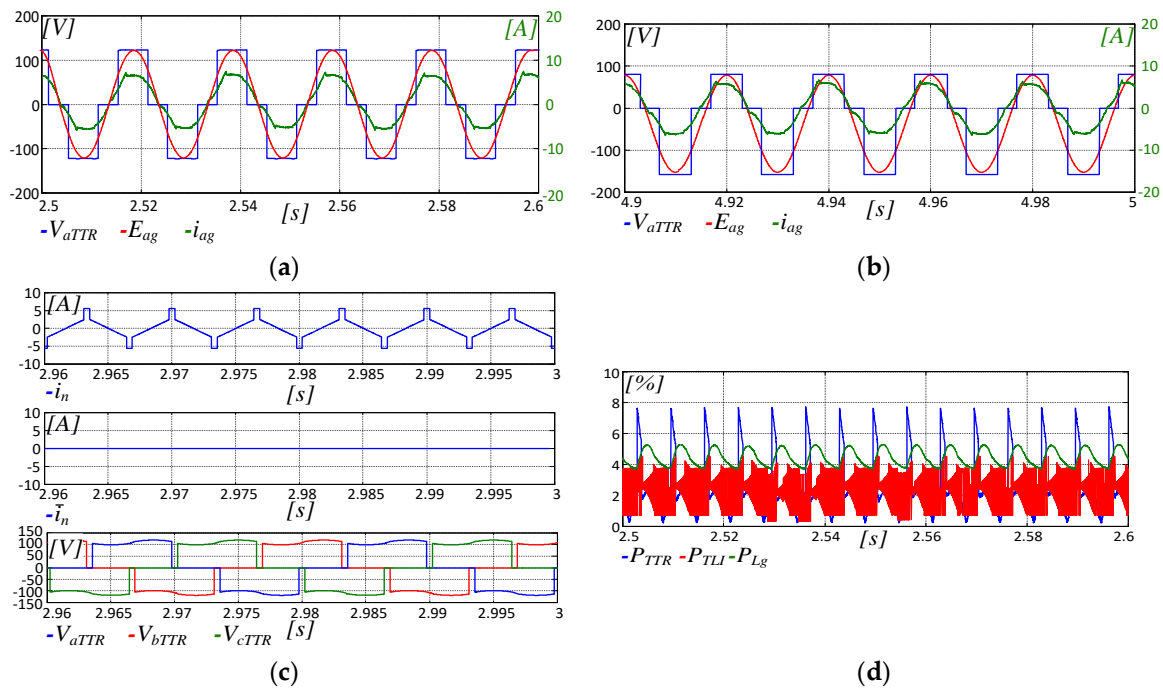 [V] [A]
200 20
100 10
0 0
-100 -10
-200 -20
2.5 2.52 2.54 [s] 2.56 2.58 2.6
-VaTTR -Eag -iag
(a)
[V] [A]
200 20
100 10
0 0
-100 -10
-200 -20
4.9 4.92 4.94 [s] 4.96 4.98 5
-VaTTR -Eag -iag
(b)
[A]
10
5
0
-5
-10
2.96 2.965 2.97 2.975 2.98 2.985 2.99 2.995 3
-in [s]
[A]
10
5
0
-5
-10
2.96 2.965 2.97 2.975 2.98 2.985 2.99 2.995 3
-i̅n [s]
[V]
150
100
50
0
-50
-100
-150
2.96 2.965 2.97 2.975 2.98 2.985 2.99 2.995 3
-VaTTR -VbTTR -VcTTR [s]
(c)
[%]
10
8
6
4
2
0
2.5 2.52 2.54 [s] 2.56 2.58 2.6
-PTTR -PTLI -PLg
(d)